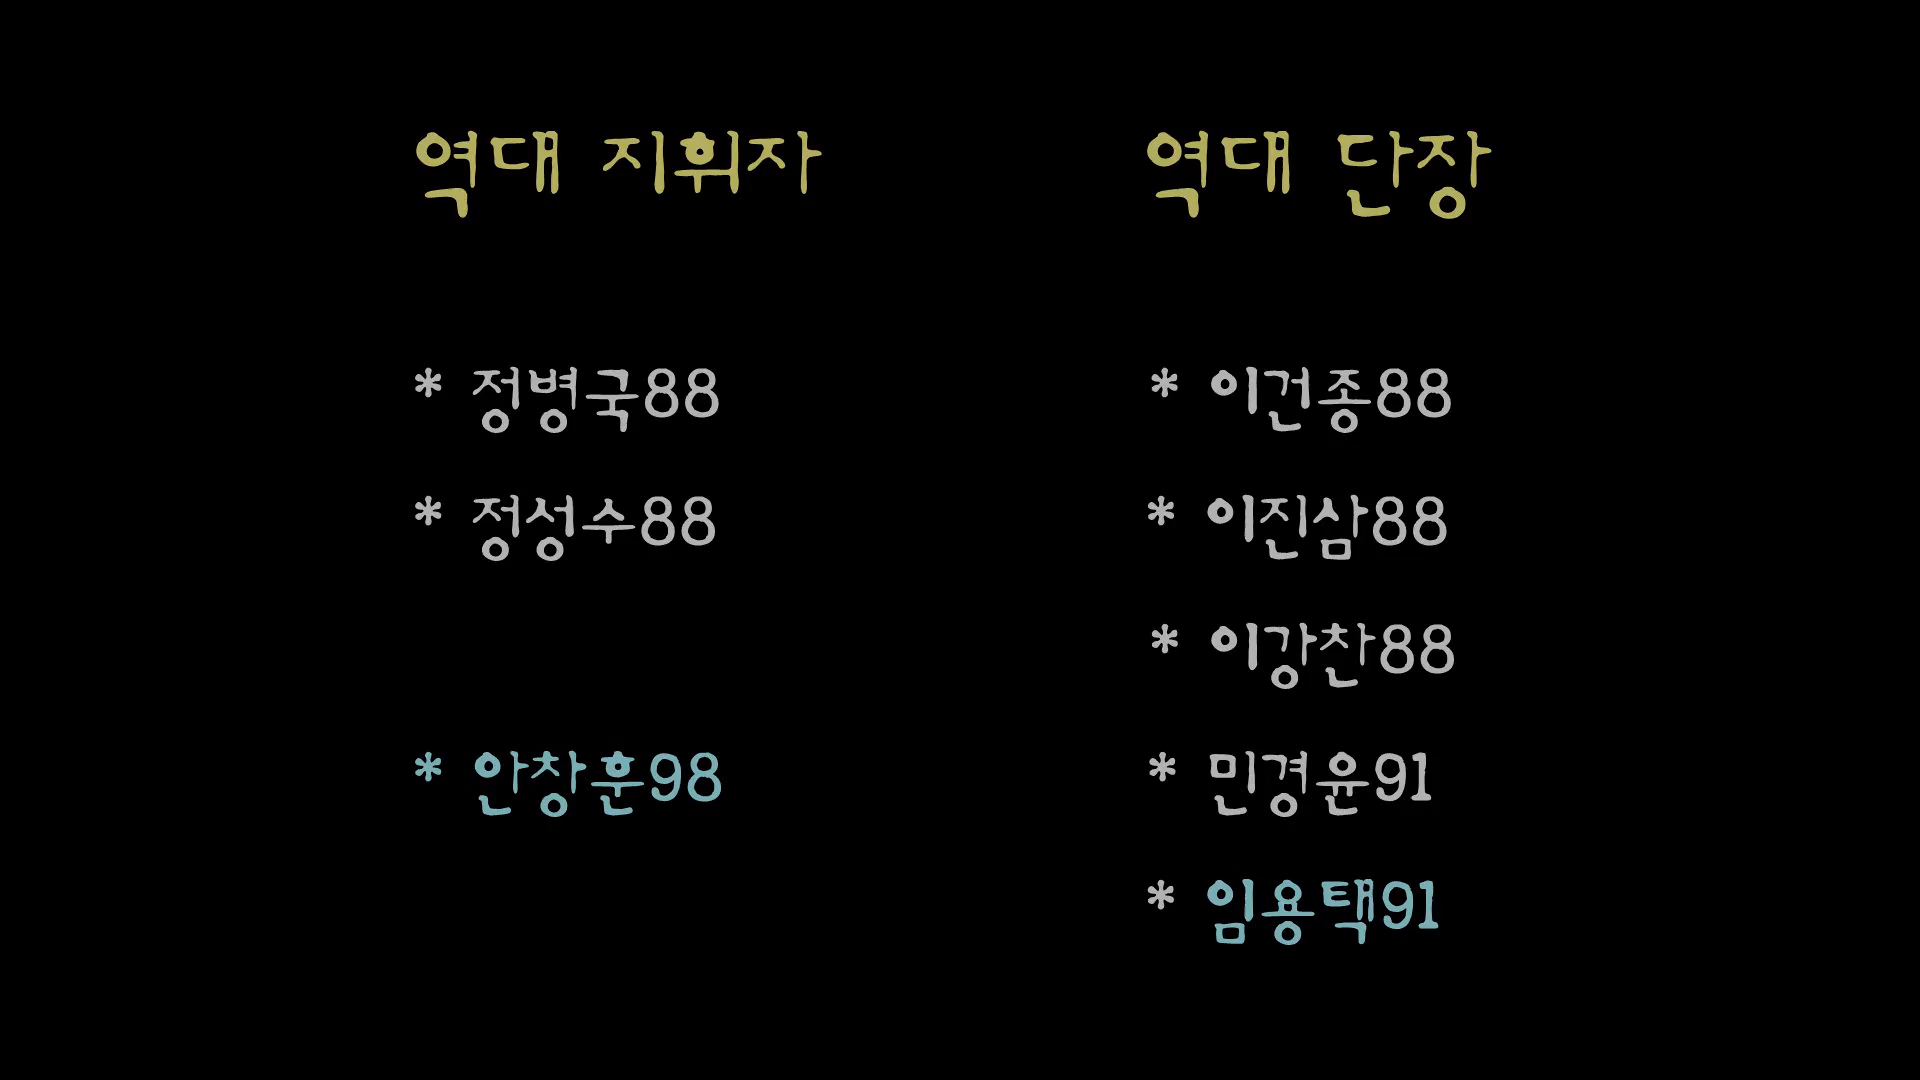 역대 지휘자
* 정병국88
* 정성수88
* 안창훈98
역대 단장
* 이건종88
* 이진삼88
* 이강찬88
* 민경윤91
* 임용택91